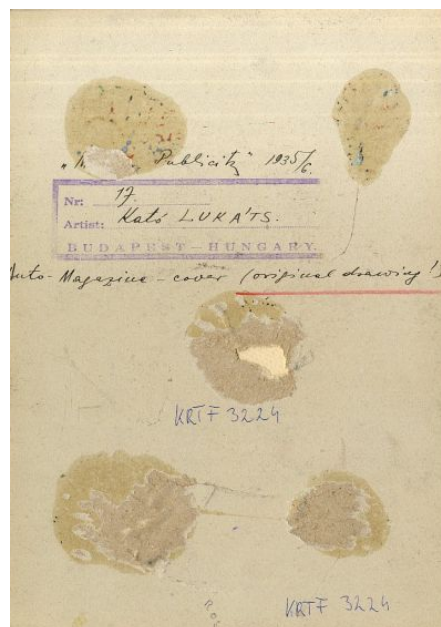 Publicity" 1935/6.
Nr: 17.
Artist: Kató LUKÁTS.
BUDAPEST–HUNGARY.
Auto-Magazine-cover (original drawing!)
KRTF 3224
KRTF 3224